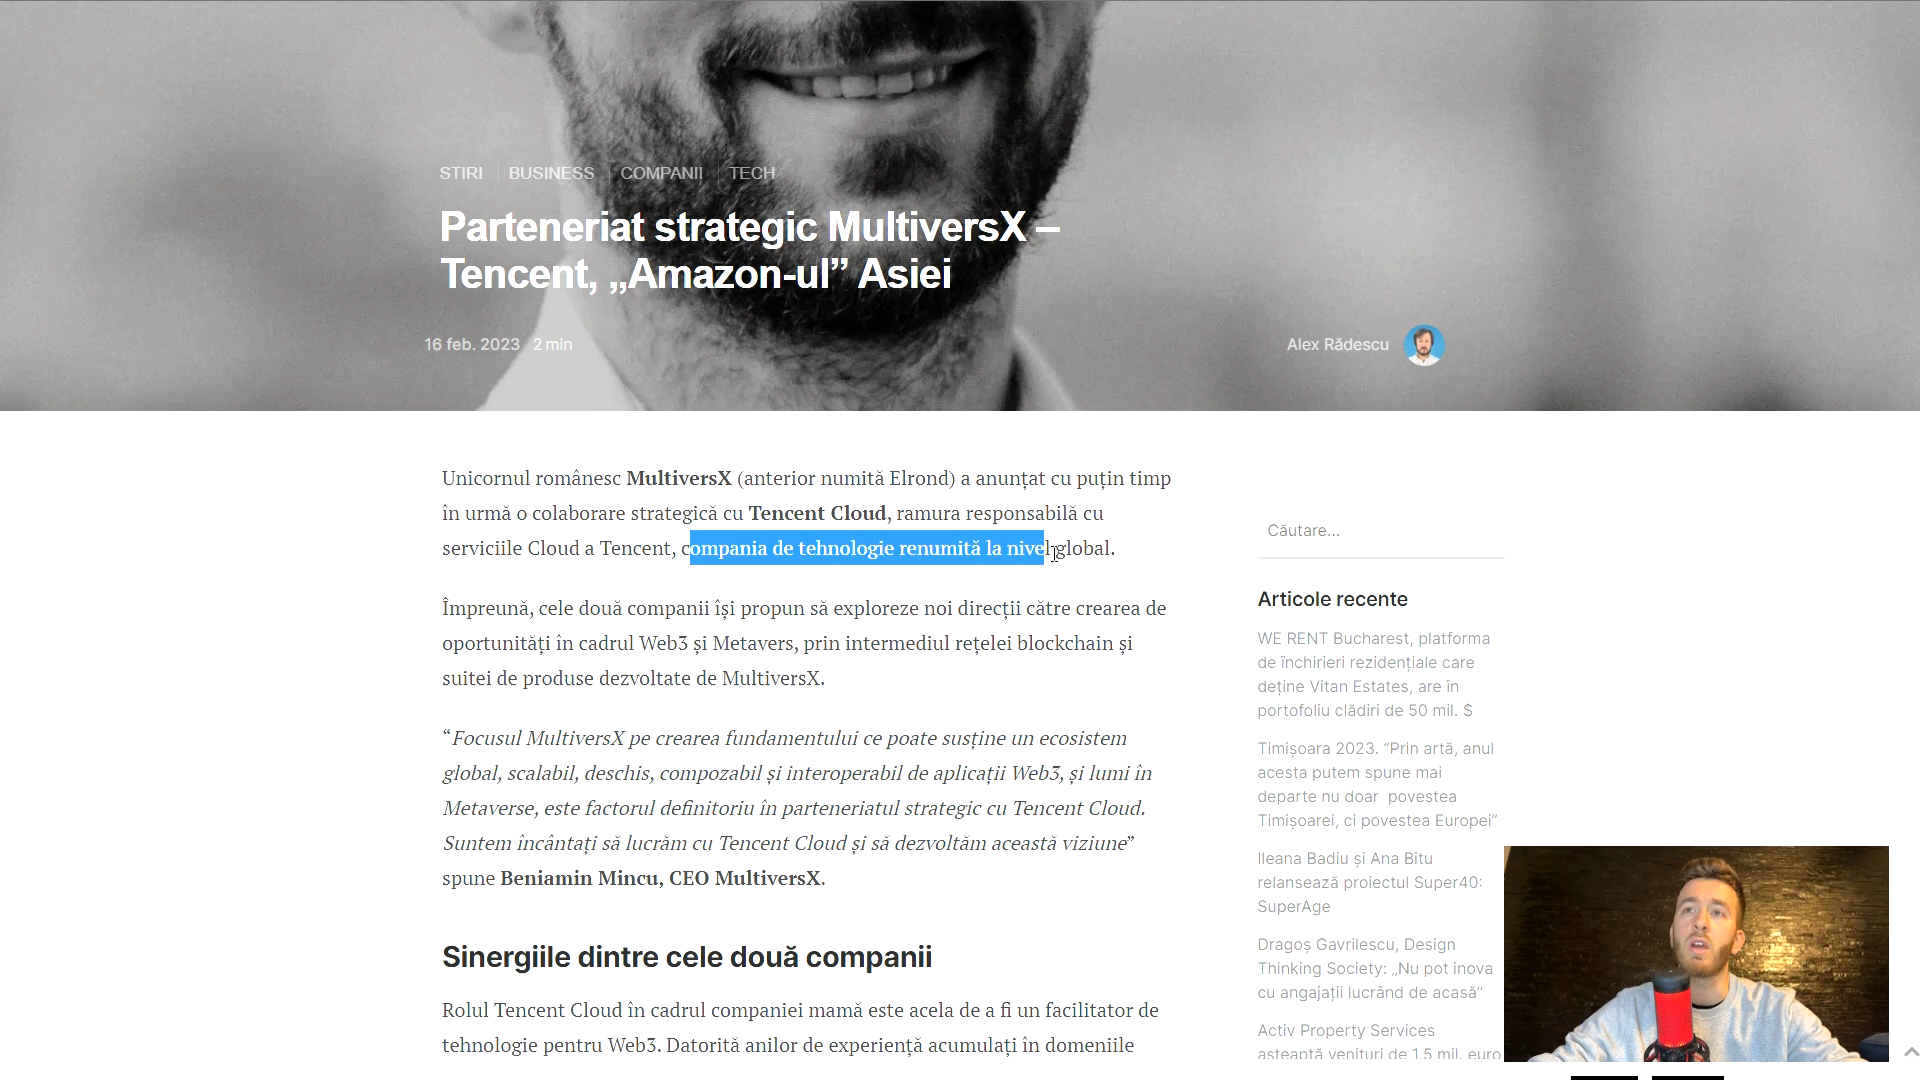 STIRI BUSINESS COMPANII TECH
Parteneriat strategic MultiversX –
Tencent, „Amazon-ul” Asiei
16 feb. 2023 2 min
Alex Rădescu
Unicornul românesc MultiversX (anterior numită Elrond) a anunțat cu puțin timp
în urmă o colaborare strategică cu Tencent Cloud, ramura responsabilă cu
serviciile Cloud a Tencent, compania de tehnologie renumită la nivel global.
Împreună, cele două companii își propun să exploreze noi direcții către crearea de
oportunități în cadrul Web3 și Metavers, prin intermediul rețelei blockchain și
suitei de produse dezvoltate de MultiversX.
“Focusul MultiversX pe crearea fundamentului ce poate susține un ecosistem
global, scalabil, deschis, compozabil și interoperabil de aplicații Web3, și lumi în
Metaverse, este factorul definitoriu în parteneriatul strategic cu Tencent Cloud.
Suntem încântați să lucrăm cu Tencent Cloud și să dezvoltăm această viziune”
spune Beniamin Mincu, CEO MultiversX.
Sinergiile dintre cele două companii
Rolul Tencent Cloud în cadrul companiei mamă este acela de a fi un facilitator de
tehnologie pentru Web3. Datorită anilor de experiență acumulați în domeniile
Căutare...
Articole recente
WE RENT Bucharest, platforma
de închirieri rezidențiale care
deține Vitan Estates, are în
portofoliu clădiri de 50 mil. $
Timișoara 2023. “Prin artă, anul
acesta putem spune mai
departe nu doar povestea
Timișoarei, ci povestea Europei”
Ileana Badiu și Ana Bîtu
relansează proiectul Super40:
SuperAge
Dragoș Gavrilescu, Design
Thinking Society: „Nu pot inova
cu angajații lucrând de acasă”
Activ Property Services
așteaptă venituri de 1.5 mil. euro